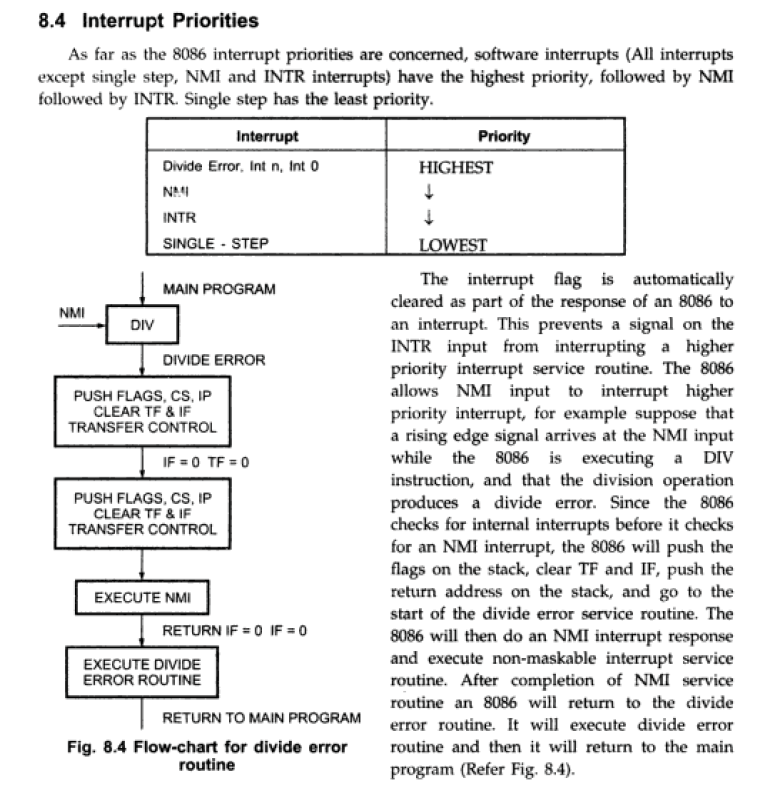 8.4 Interrupt Priorities
As far as the 8086 interrupt priorities are concerned, software interrupts (All interrupts
except single step, NMI and INTR interrupts) have the highest priority, followed by NMI
followed by INTR. Single step has the least priority.
Interrupt Priority
Divide Error, Int n, Int 0 HIGHEST
NMI ↓
INTR ↓
SINGLE - STEP LOWEST
MAIN PROGRAM
NMI
DIV
DIVIDE ERROR
PUSH FLAGS, CS, IP
CLEAR TF & IF
TRANSFER CONTROL
IF = 0 TF = 0
PUSH FLAGS, CS, IP
CLEAR TF & IF
TRANSFER CONTROL
EXECUTE NMI
RETURN IF = 0 IF = 0
EXECUTE DIVIDE
ERROR ROUTINE
RETURN TO MAIN PROGRAM
Fig. 8.4 Flow-chart for divide error
routine
The interrupt flag is automatically
cleared as part of the response of an 8086 to
an interrupt. This prevents a signal on the
INTR input from interrupting a higher
priority interrupt service routine. The 8086
allows NMI input to interrupt higher
priority interrupt, for example suppose that
a rising edge signal arrives at the NMI input
while the 8086 is executing a DIV
instruction, and that the division operation
produces a divide error. Since the 8086
checks for internal interrupts before it checks
for an NMI interrupt, the 8086 will push the
flags on the stack, clear TF and IF, push the
return address on the stack, and go to the
start of the divide error service routine. The
8086 will then do an NMI interrupt response
and execute non-maskable interrupt service
routine. After completion of NMI service
routine an 8086 will return to the divide
error routine. It will execute divide error
routine and then it will return to the main
program (Refer Fig. 8.4).